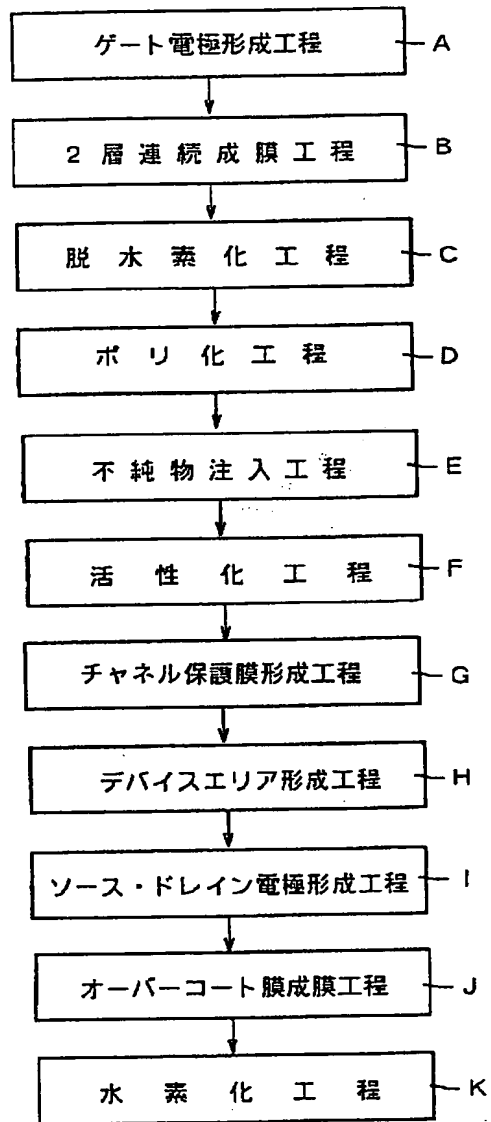 ゲート電極形成工程 A
2層連続成膜工程 B
脱水素化工程 C
ポリ化工程 D
不純物注入工程 E
活性化工程 F
チャネル保護膜形成工程 G
デバイスエリア形成工程 H
ソース・ドレイン電極形成工程 I
オーバーコート膜成膜工程 J
水素化工程 K